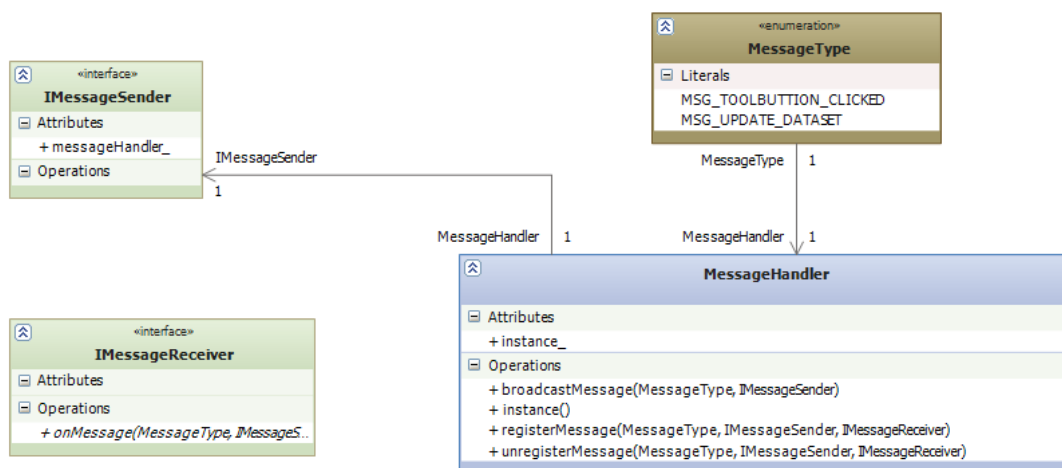 «enumeration»
MessageType
Literals
MSG_TOOLBUTTION_CLICKED
MSG_UPDATE_DATASET
«interface»
IMessageSender
Attributes
+ messageHandler_
Operations
IMessageSender
1
MessageType
1
MessageHandler
1
MessageHandler
1
MessageHandler
Attributes
+ instance_
Operations
+ broadcastMessage(MessageType, IMessageSender)
+ instance()
+ registerMessage(MessageType, IMessageSender, IMessageReceiver)
+ unregisterMessage(MessageType, IMessageSender, IMessageReceiver)
«interface»
IMessageReceiver
Attributes
Operations
+ onMessage(MessageType, IMessageS...